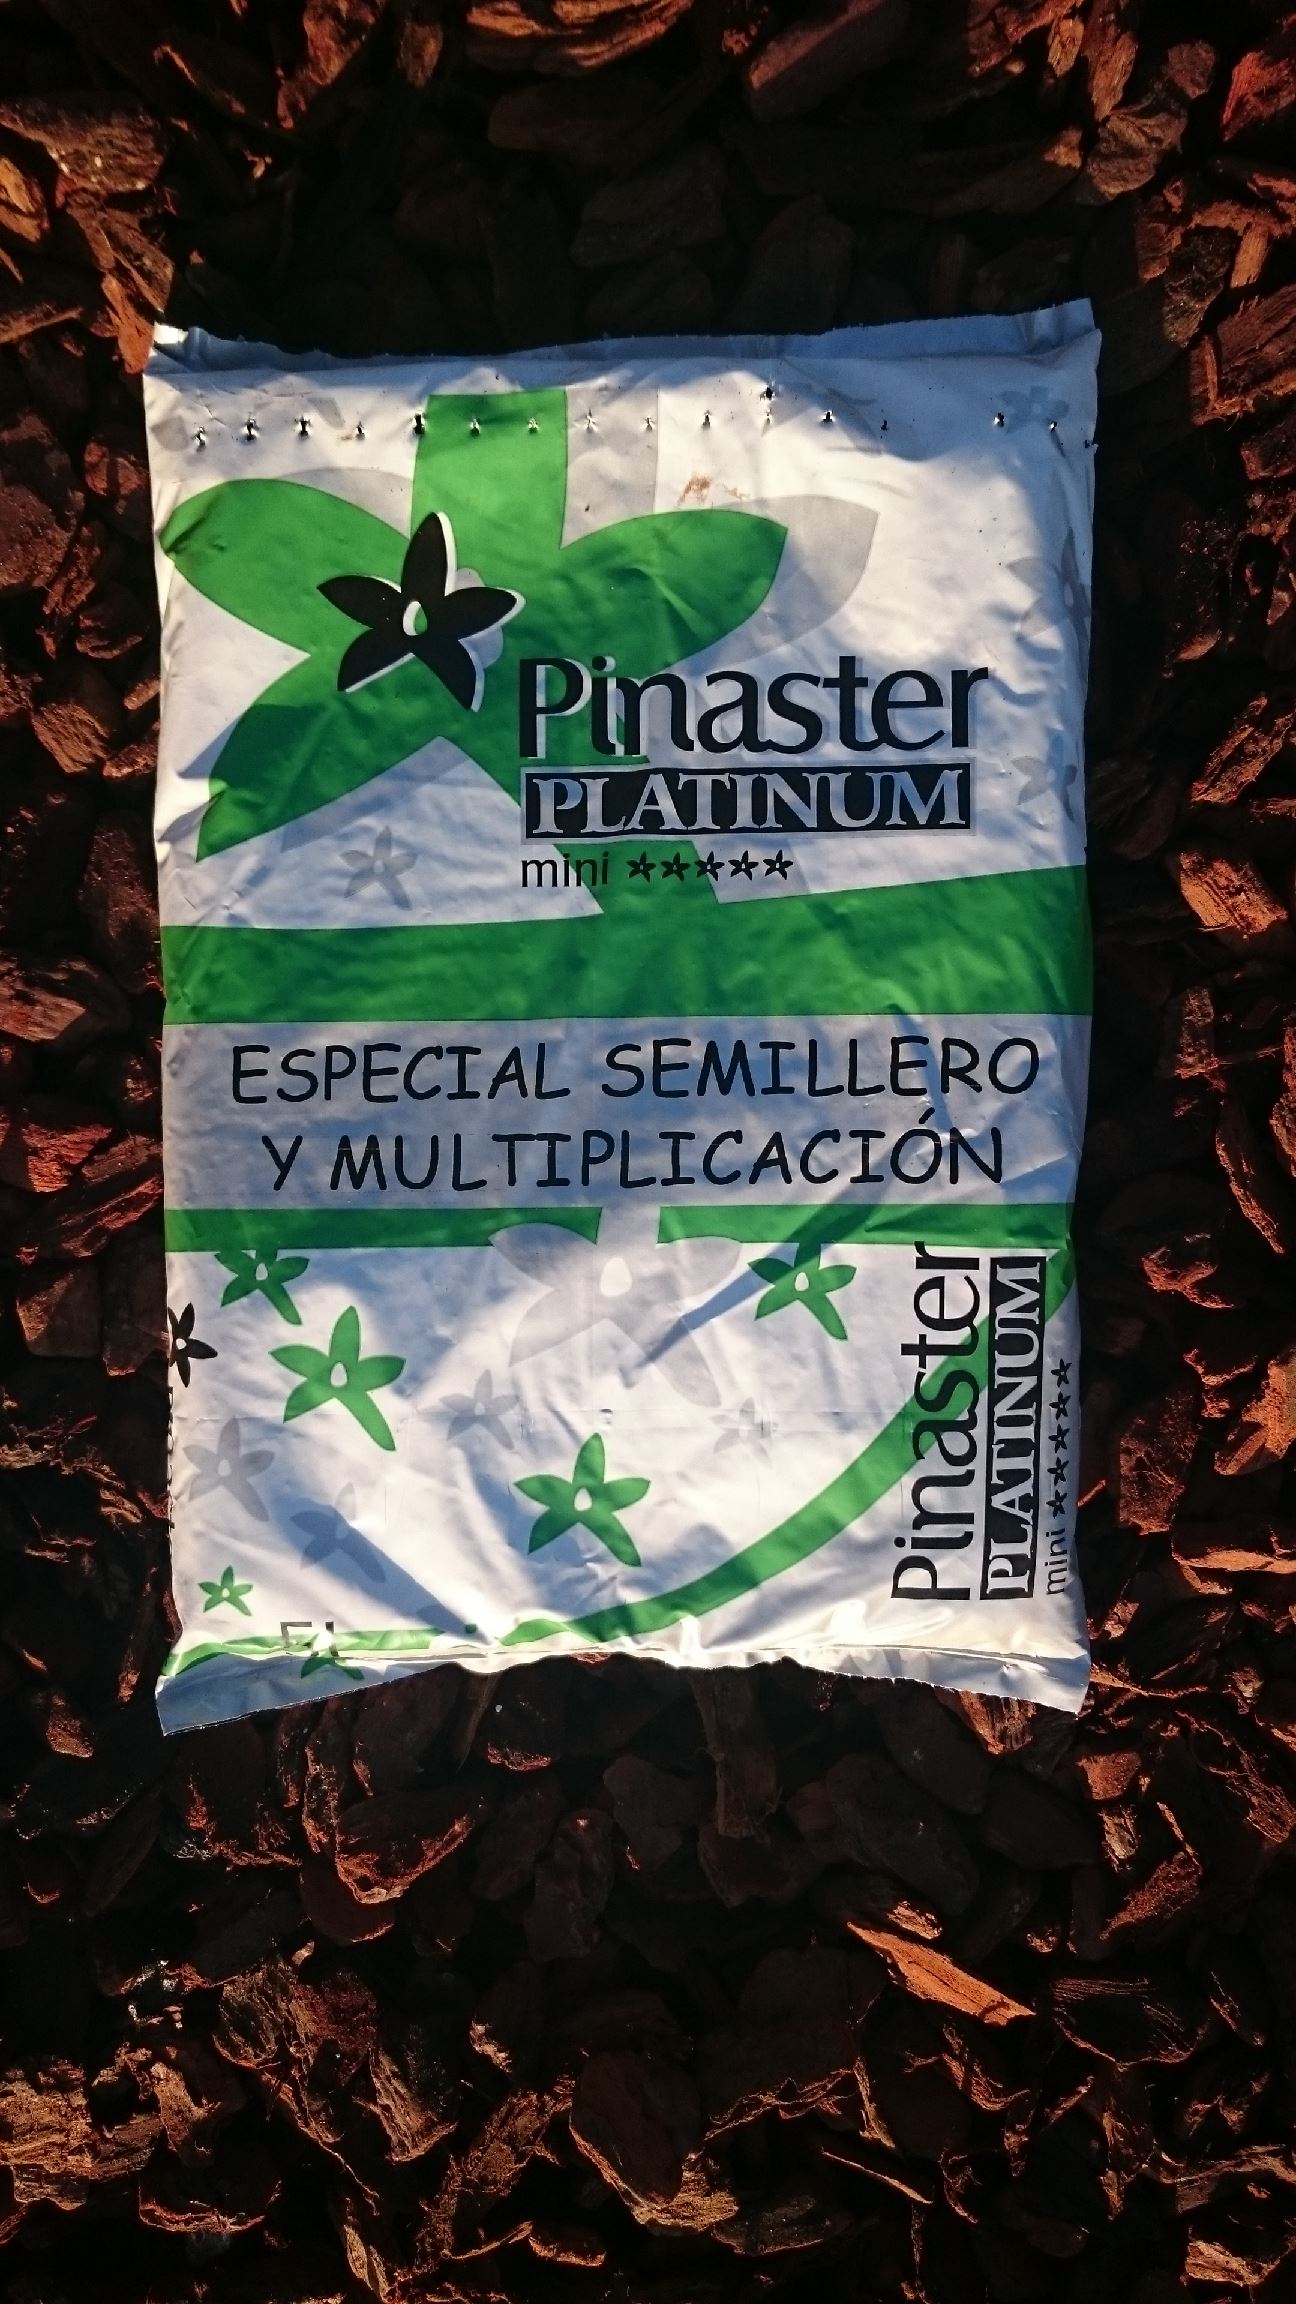 Pinaster
PLATINUM
mini ★★★★★
ESPECIAL SEMILLERO
Y MULTIPLICACIÓN
Pinaster
PLATINUM
mini ★★★★★